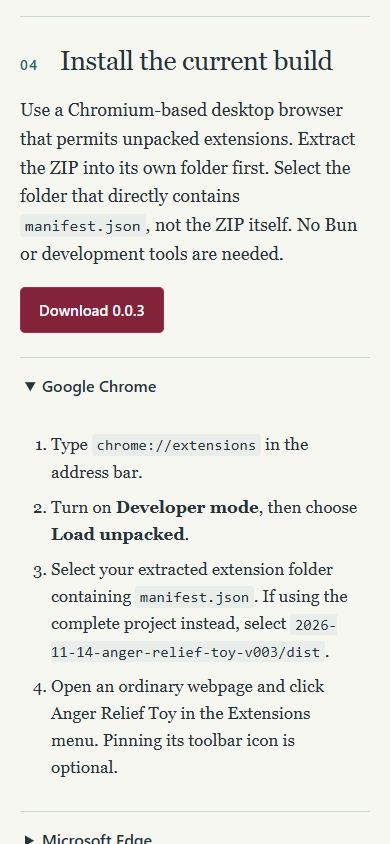 04 Install the current build
Use a Chromium-based desktop browser
that permits unpacked extensions. Extract
the ZIP into its own folder first. Select the
folder that directly contains
manifest.json, not the ZIP itself. No Bun
or development tools are needed.
Download 0.0.3
▼ Google Chrome
1. Type chrome://extensions in the
address bar.
2. Turn on Developer mode, then choose
Load unpacked.
3. Select your extracted extension folder
containing manifest.json. If using the
complete project instead, select 2026-
11-14-anger-relief-toy-v003/dist.
4. Open an ordinary webpage and click
Anger Relief Toy in the Extensions
menu. Pinning its toolbar icon is
optional.
▶ Microsoft Edge